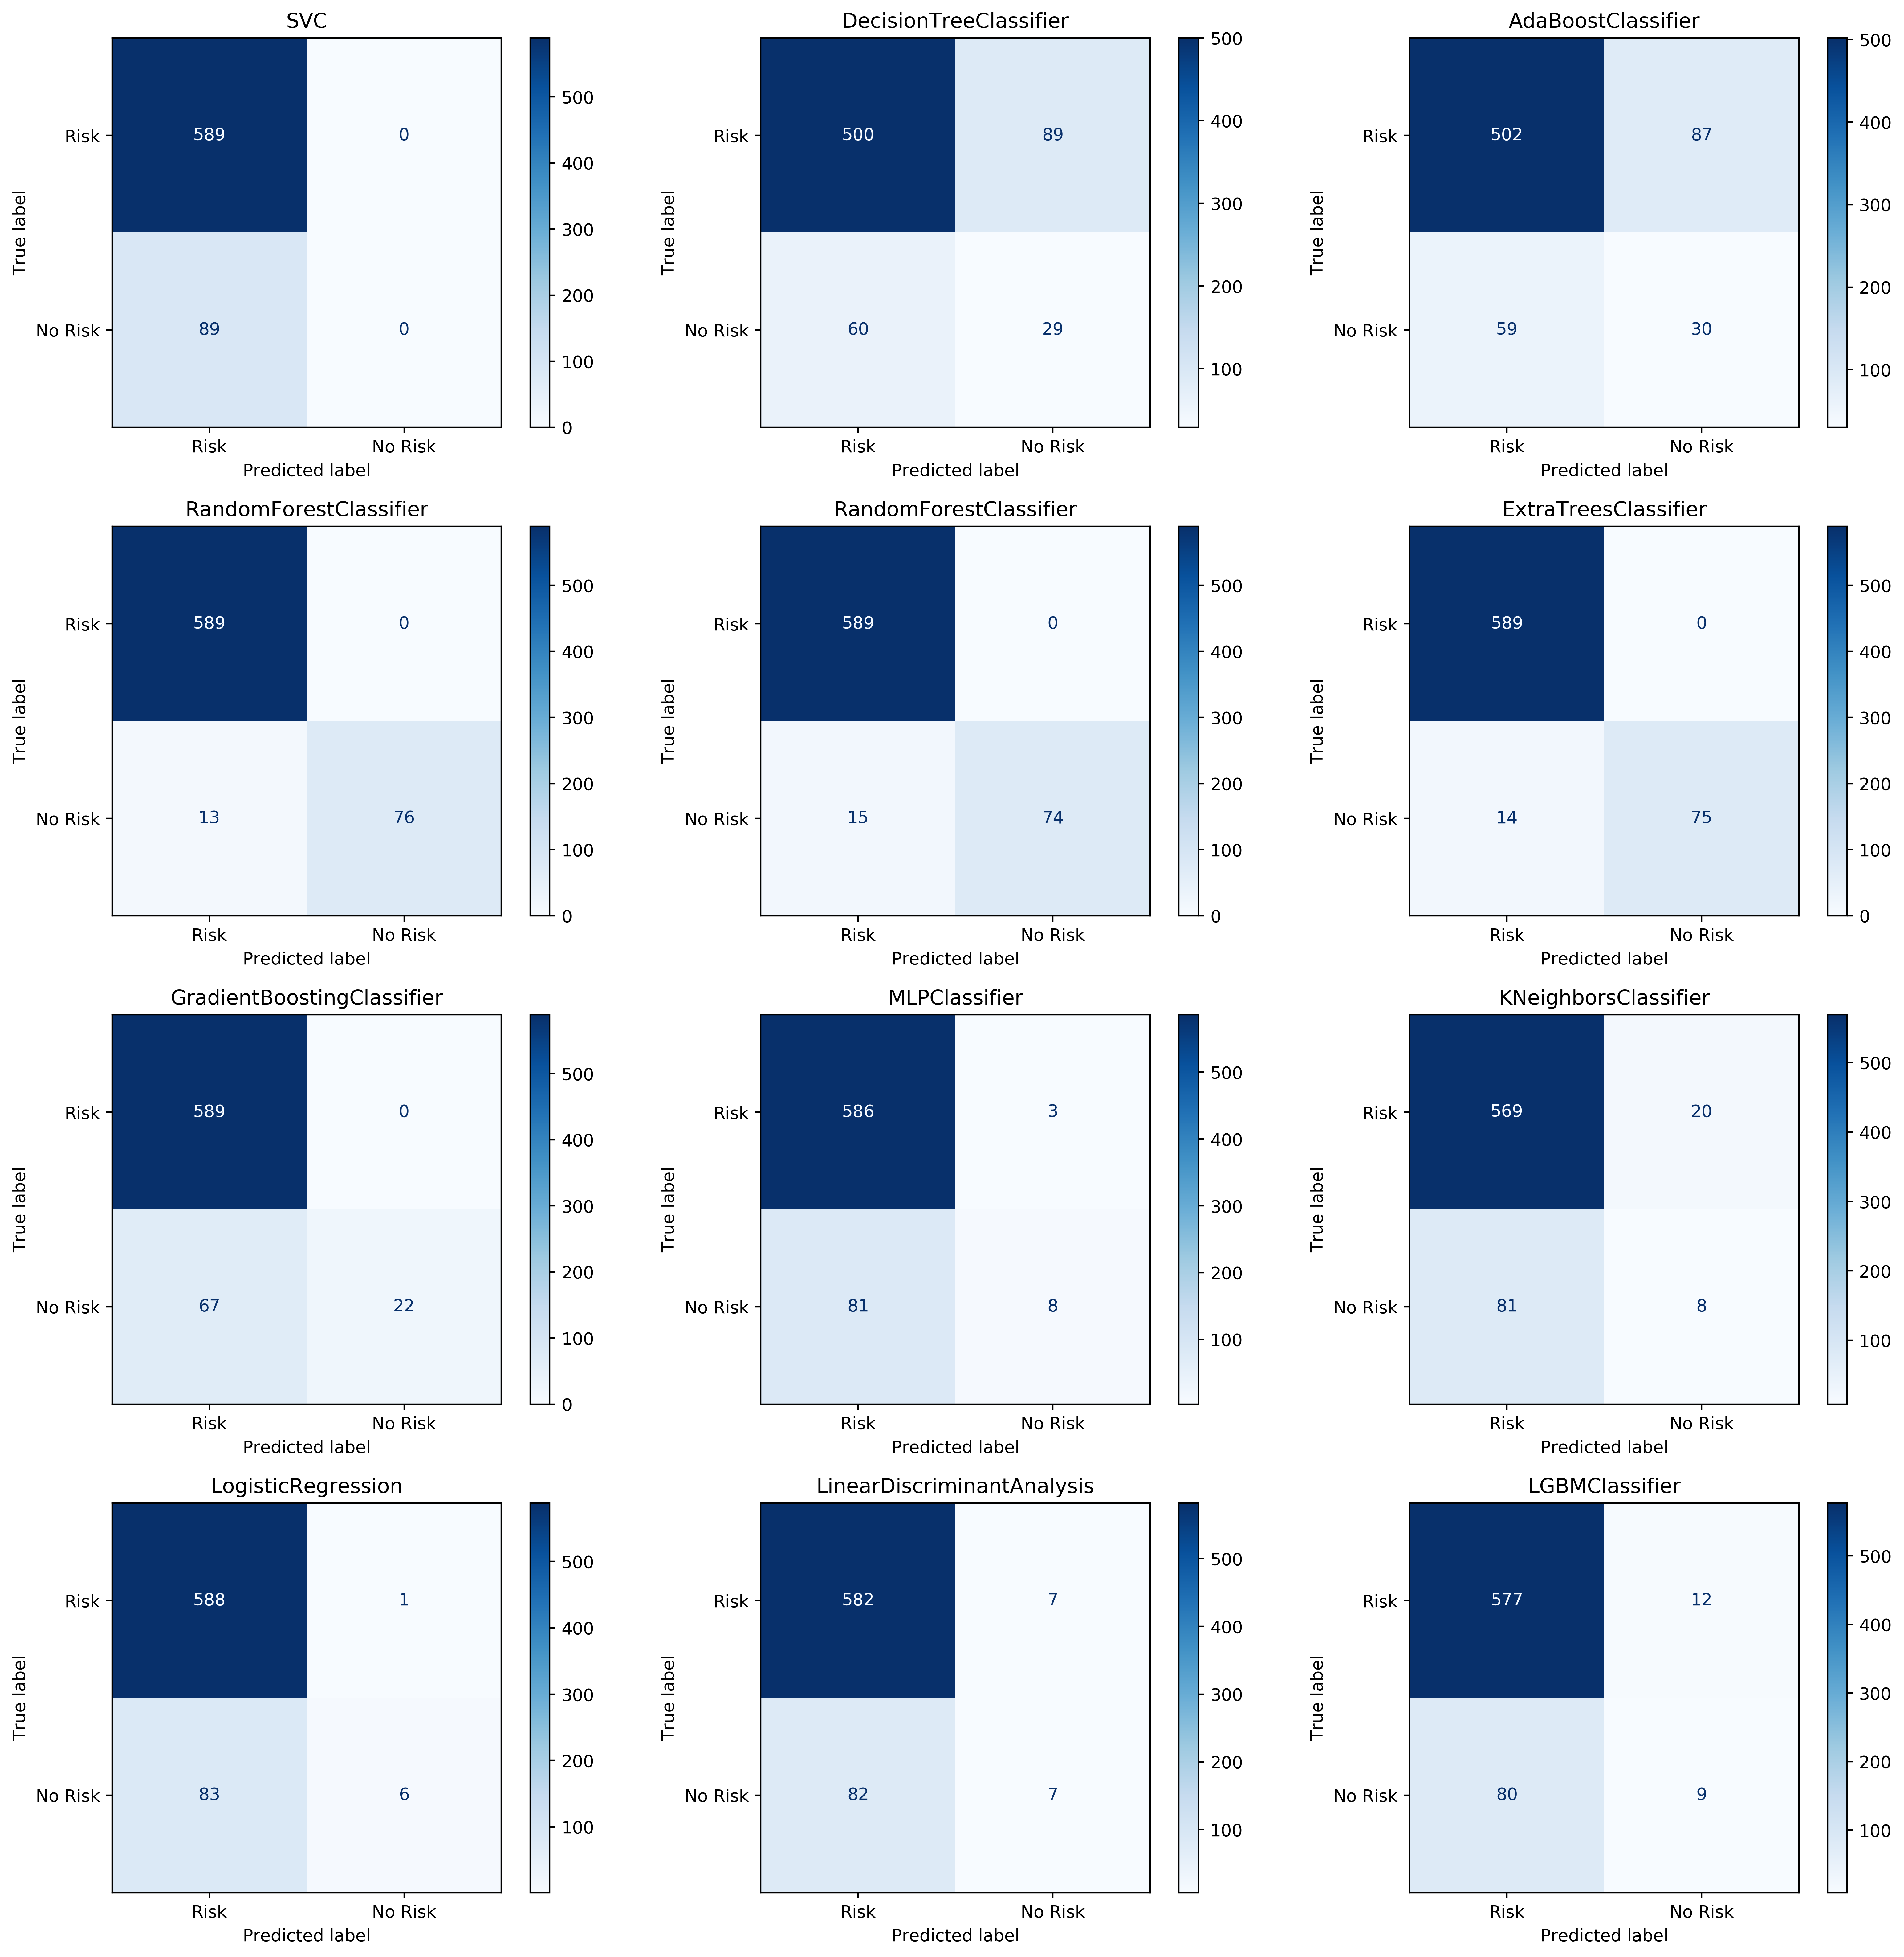 SVC
500
400
300
200
100
0
Risk
No Risk
589
0
89
0
Risk
No Risk
True label
Predicted label
DecisionTreeClassifier
500
400
300
200
100
Risk
No Risk
500
89
60
29
Risk
No Risk
True label
Predicted label
AdaBoostClassifier
500
400
300
200
100
Risk
No Risk
502
87
59
30
Risk
No Risk
True label
Predicted label
RandomForestClassifier
500
400
300
200
100
0
Risk
No Risk
589
0
13
76
Risk
No Risk
True label
Predicted label
RandomForestClassifier
500
400
300
200
100
0
Risk
No Risk
589
0
15
74
Risk
No Risk
True label
Predicted label
ExtraTreesClassifier
500
400
300
200
100
0
Risk
No Risk
589
0
14
75
Risk
No Risk
True label
Predicted label
GradientBoostingClassifier
500
400
300
200
100
0
Risk
No Risk
589
0
67
22
Risk
No Risk
True label
Predicted label
MLPClassifier
500
400
300
200
100
Risk
No Risk
586
3
81
8
Risk
No Risk
True label
Predicted label
KNeighborsClassifier
500
400
300
200
100
Risk
No Risk
569
20
81
8
Risk
No Risk
True label
Predicted label
LogisticRegression
500
400
300
200
100
Risk
No Risk
588
1
83
6
Risk
No Risk
True label
Predicted label
LinearDiscriminantAnalysis
500
400
300
200
100
Risk
No Risk
582
7
82
7
Risk
No Risk
True label
Predicted label
LGBMClassifier
500
400
300
200
100
Risk
No Risk
577
12
80
9
Risk
No Risk
True label
Predicted label